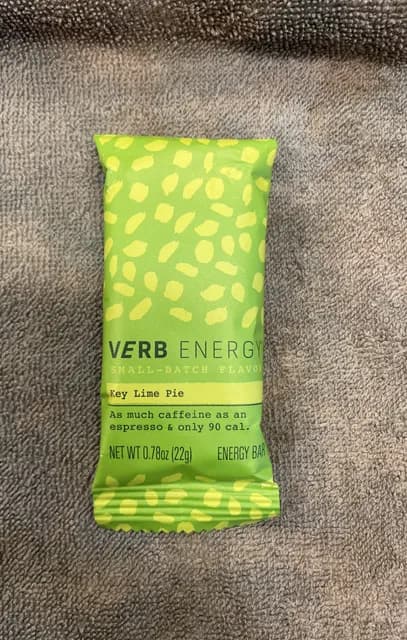 VERB ENERGY
SMALL-BATCH FLAVOR
Key Lime Pie
As much caffeine as an
espresso & only 90 cal.
NET WT 0.78oz (22g) ENERGY BAR